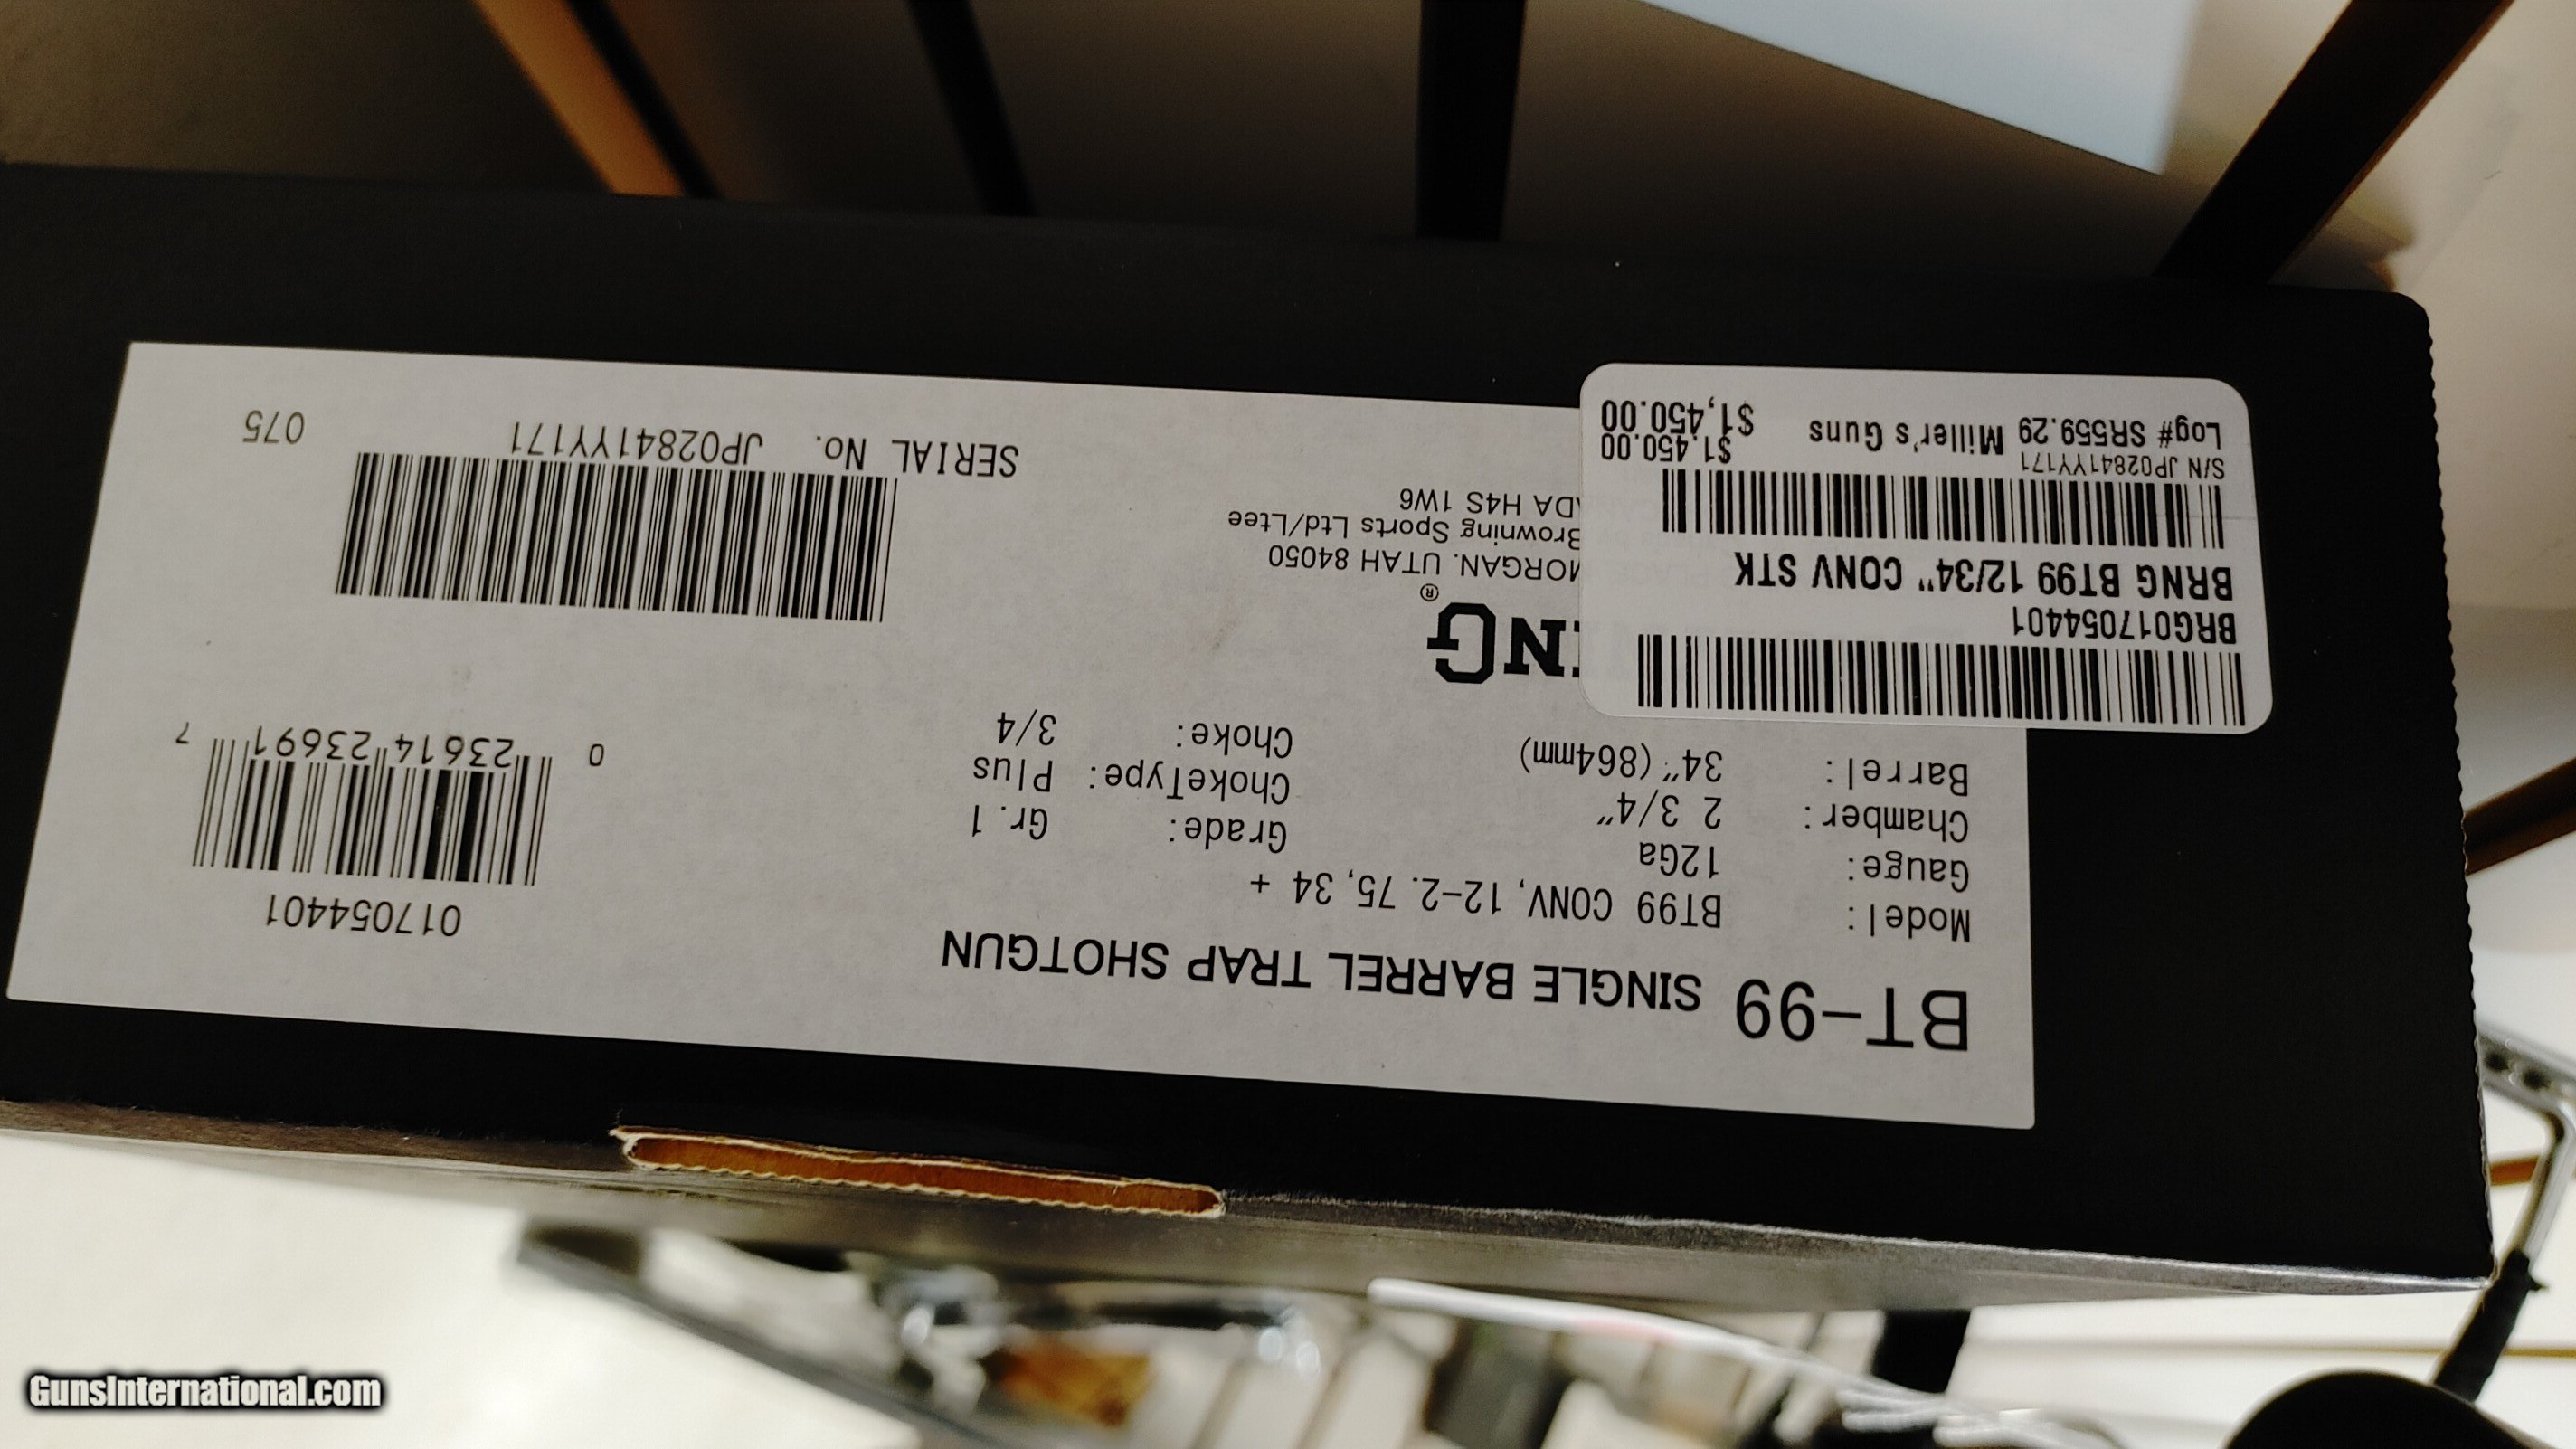 BT-99 SINGLE BARREL TRAP SHOTGUN
Model: BT99 CONV, 12-2.75, 34 +
Gauge: 12Ga Grade: Gr.1
Chamber: 2 3/4" ChokeType: Plus
Barrel: 34" (864mm) Choke: 3/4
017054401
0 23614 23691 7
ING®
MORGAN. UTAH 84050
Browning Sports Ltd/Ltee
ADA H4S 1W6
SERIAL No. JP02841YY171
075
BRG017054401
BRNG BT99 12/34" CONV STK
S/N JP02841YY171
$1,450.00
Log# SR559.29 Miller's Guns $1,450.00
GunsInternational.com